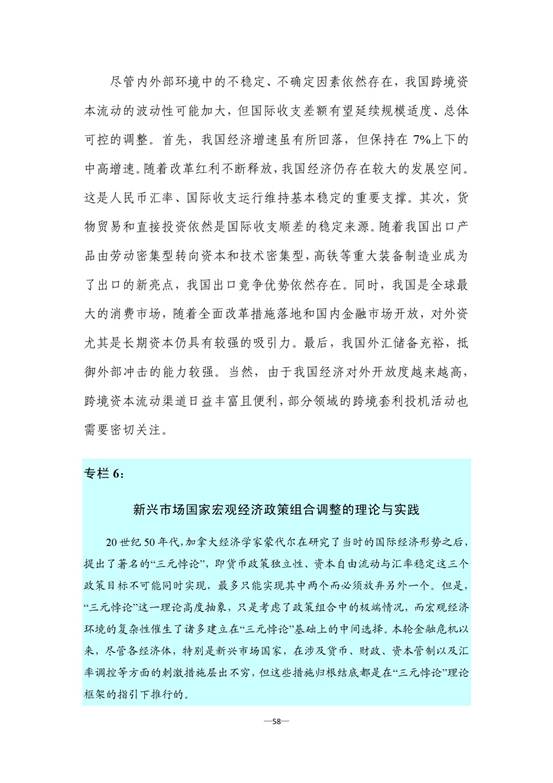 尽管内外部环境中的不稳定、不确定因素依然存在，我国跨境资
本流动的波动性可能加大，但国际收支差额有望延续规模适度、总体
可控的调整。首先，我国经济增速虽有所回落，但保持在 7%上下的
中高增速。随着改革红利不断释放，我国经济仍存在较大的发展空间。
这是人民币汇率、国际收支运行维持基本稳定的重要支撑。其次，货
物贸易和直接投资依然是国际收支顺差的稳定来源。随着我国出口产
品由劳动密集型转向资本和技术密集型，高铁等重大装备制造业成为
了出口的新亮点，我国出口竞争优势依然存在。同时，我国是全球最
大的消费市场，随着全面改革措施落地和国内金融市场开放，对外资
尤其是长期资本仍具有较强的吸引力。最后，我国外汇储备充裕，抵
御外部冲击的能力较强。当然，由于我国经济对外开放度越来越高，
跨境资本流动渠道日益丰富且便利，部分领域的跨境套利投机活动也
需要密切关注。
专栏 6：
新兴市场国家宏观经济政策组合调整的理论与实践
20 世纪 50 年代，加拿大经济学家蒙代尔在研究了当时的国际经济形势之后，
提出了著名的“三元悖论”，即货币政策独立性、资本自由流动与汇率稳定这三个
政策目标不可能同时实现，最多只能实现其中两个而必须放弃另外一个。但是，
“三元悖论”这一理论高度抽象，只是考虑了政策组合中的极端情况，而宏观经济
环境的复杂性催生了诸多建立在“三元悖论”基础上的中间选择。本轮金融危机以
来，尽管各经济体，特别是新兴市场国家，在涉及货币、财政、资本管制以及汇
率调控等方面的刺激措施层出不穷，但这些措施归根结底都是在“三元悖论”理论
框架的指引下推行的。
—58—